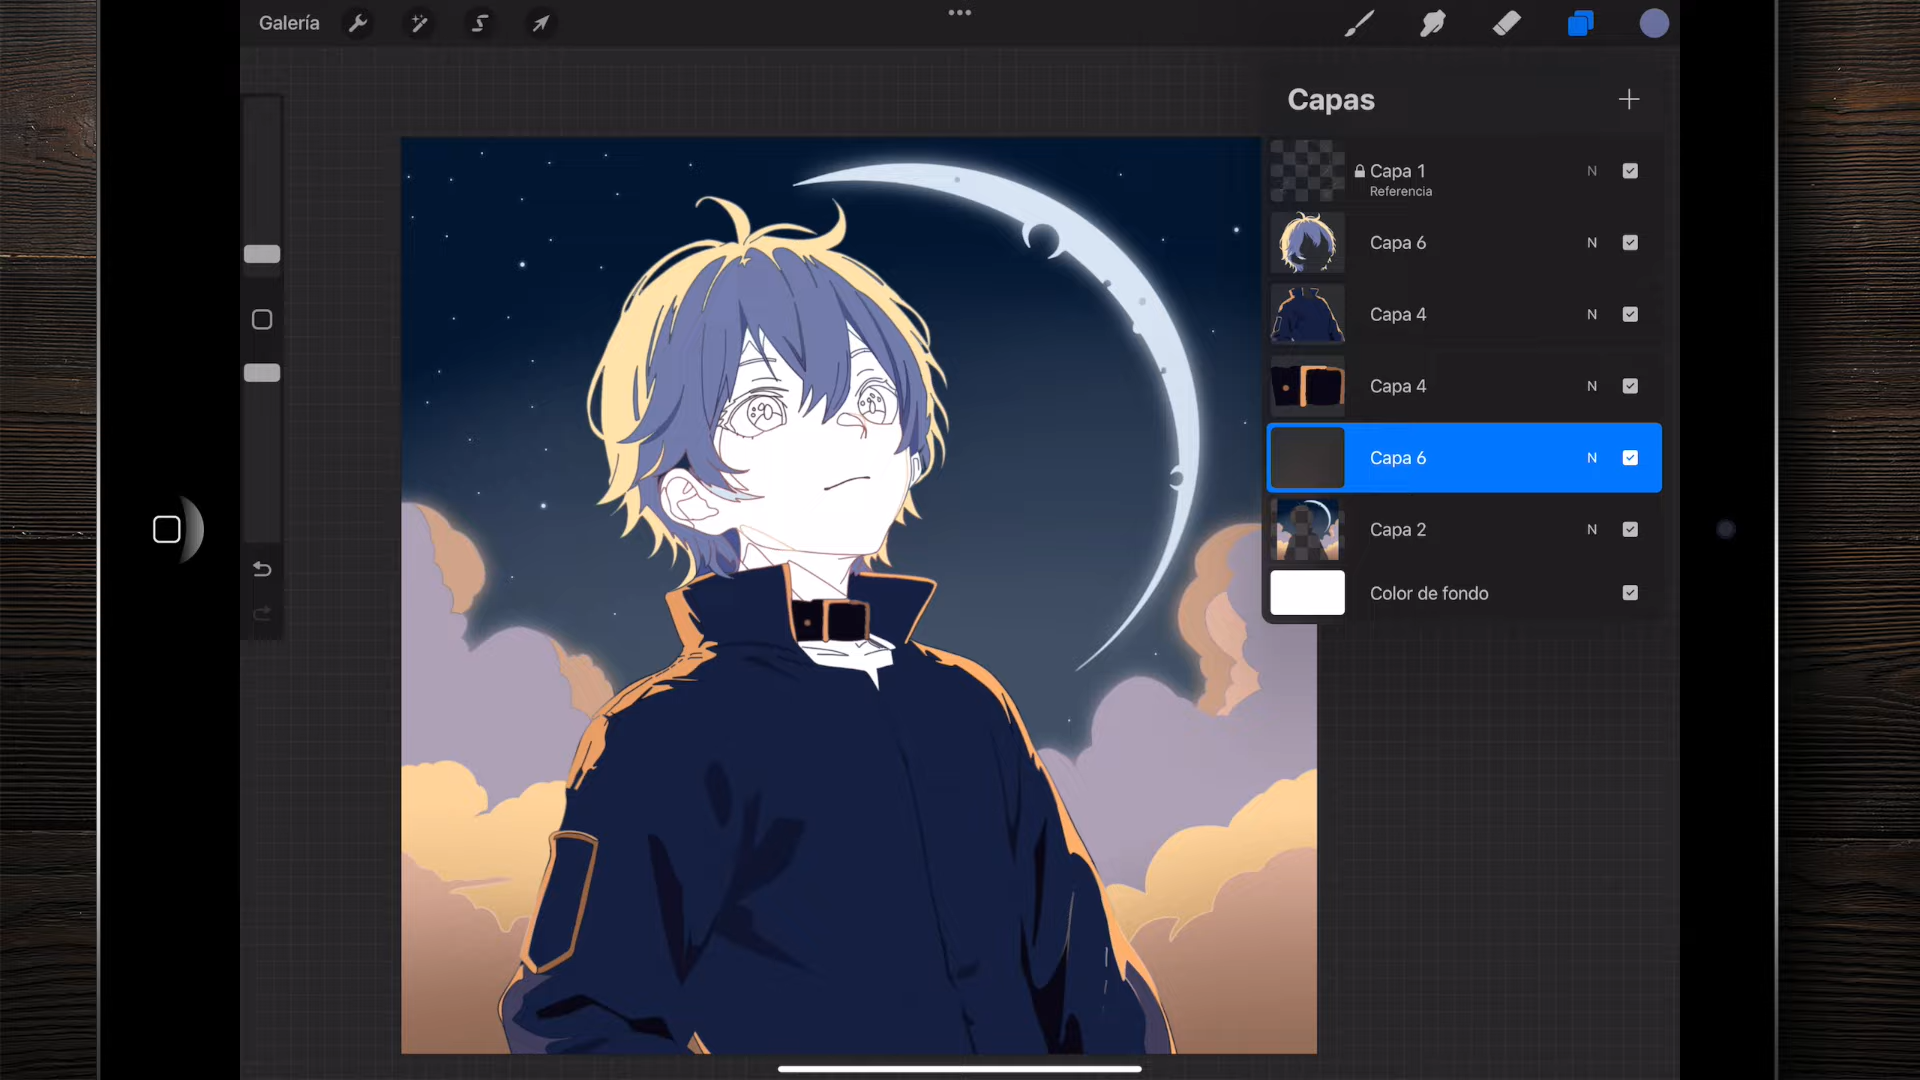 Galería
Capas
Capa 1 N
Referencia
Capa 6 N
Capa 4 N
Capa 4 N
Capa 6 N
Capa 2 N
Color de fondo